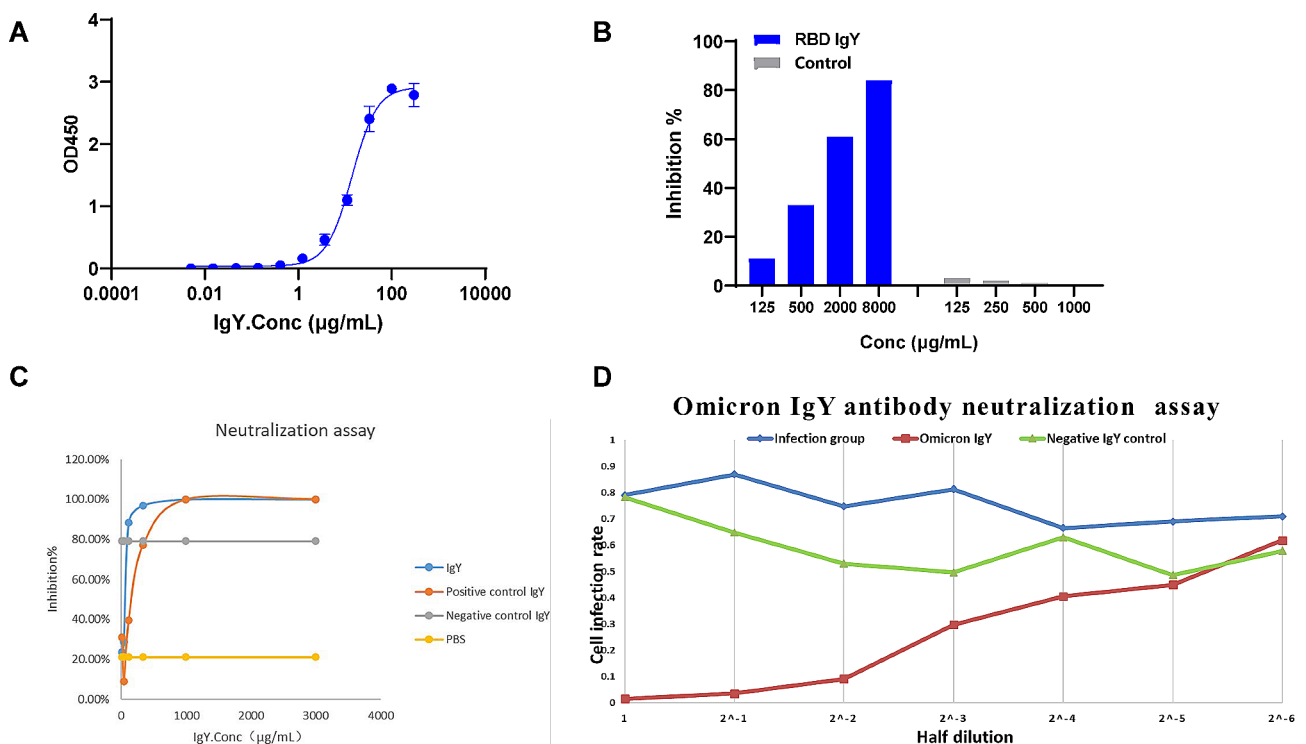 A
4
3
2
1
0
OD450
0.0001
0.01
1
100
10000
IgY.Conc (μg/mL)
B
RBD IgY
Control
100
80
60
40
20
0
Inhibition %
125
500
2000
8000
125
250
500
1000
Conc (μg/mL)
C
Neutralization assay
120.00%
100.00%
80.00%
60.00%
40.00%
20.00%
0.00%
Inhibition%
0
1000
2000
3000
4000
IgY.Conc（μg/mL）
IgY
Positive control IgY
Negative control IgY
PBS
D
Omicron IgY antibody neutralization assay
Infection group
Omicron IgY
Negative IgY control
1
0.9
0.8
0.7
0.6
0.5
0.4
0.3
0.2
0.1
0
Cell infection rate
1
2^-1
2^-2
2^-3
2^-4
2^-5
2^-6
Half dilution